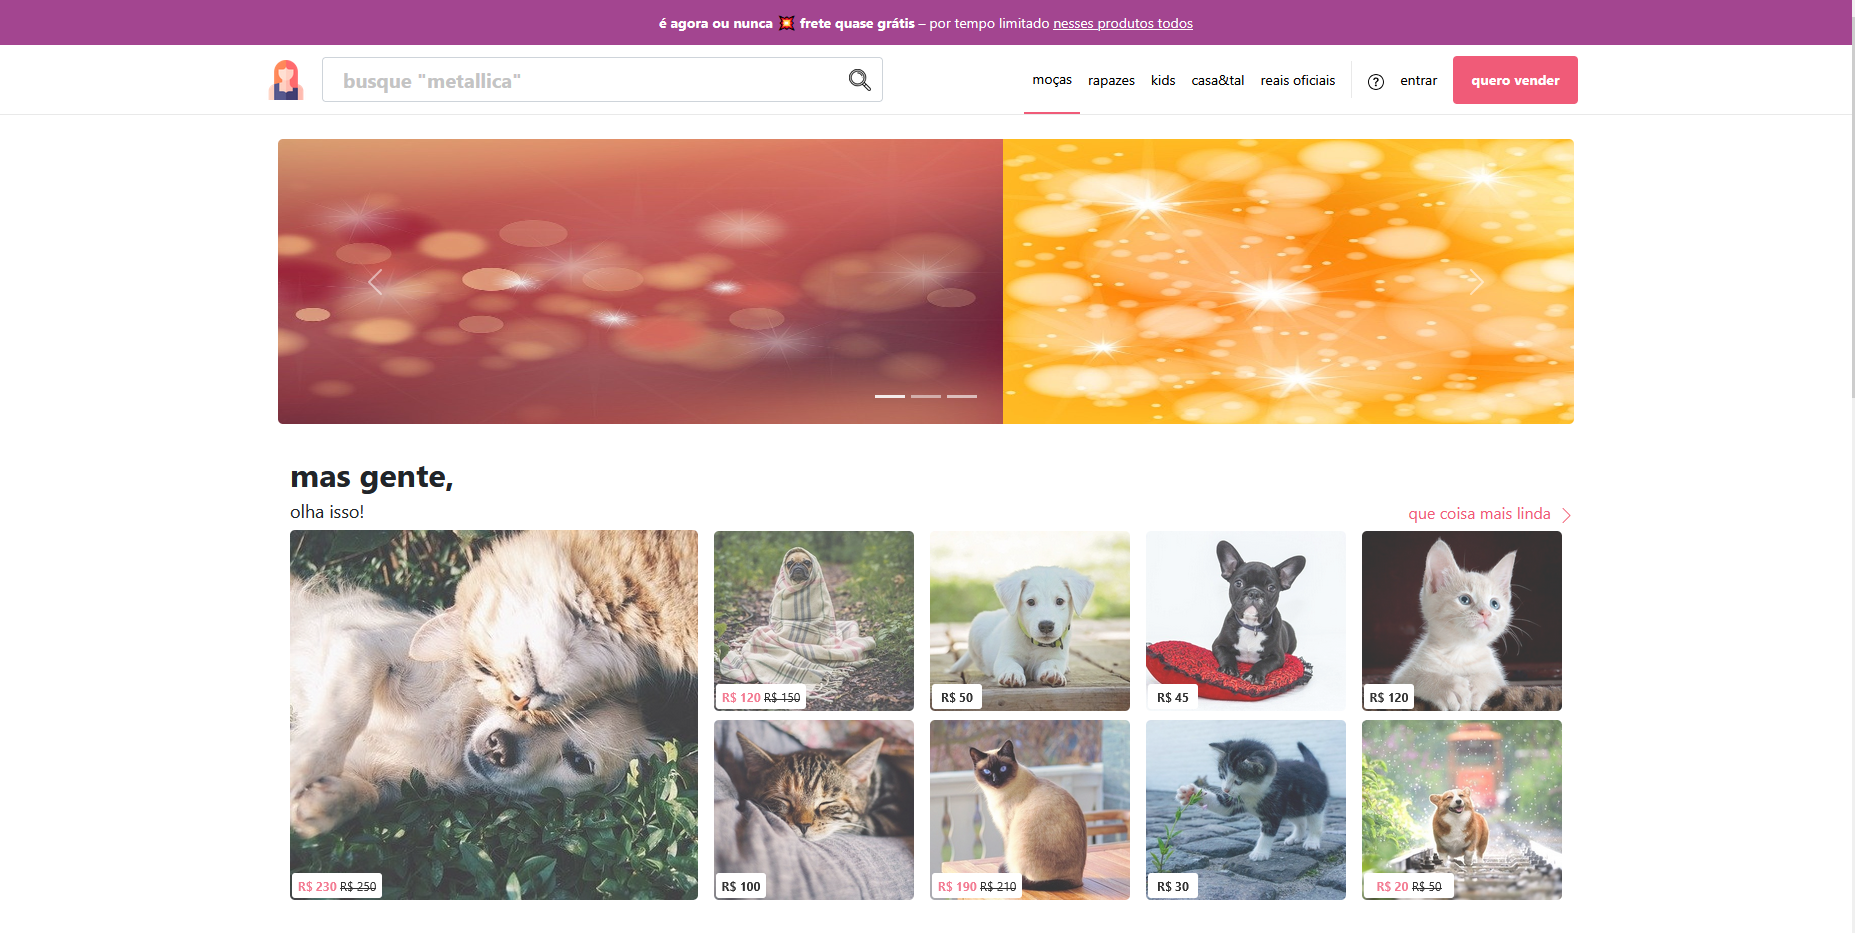 é agora ou nunca 💥 frete quase grátis – por tempo limitado nesses produtos todos
busque "metallica"
moças
rapazes
kids
casa&tal
reais oficiais
?
entrar
quero vender
mas gente,
olha isso!
que coisa mais linda
R$ 120 R$ 150
R$ 50
R$ 45
R$ 120
R$ 230 R$ 250
R$ 100
R$ 190 R$ 210
R$ 30
R$ 20 R$ 50